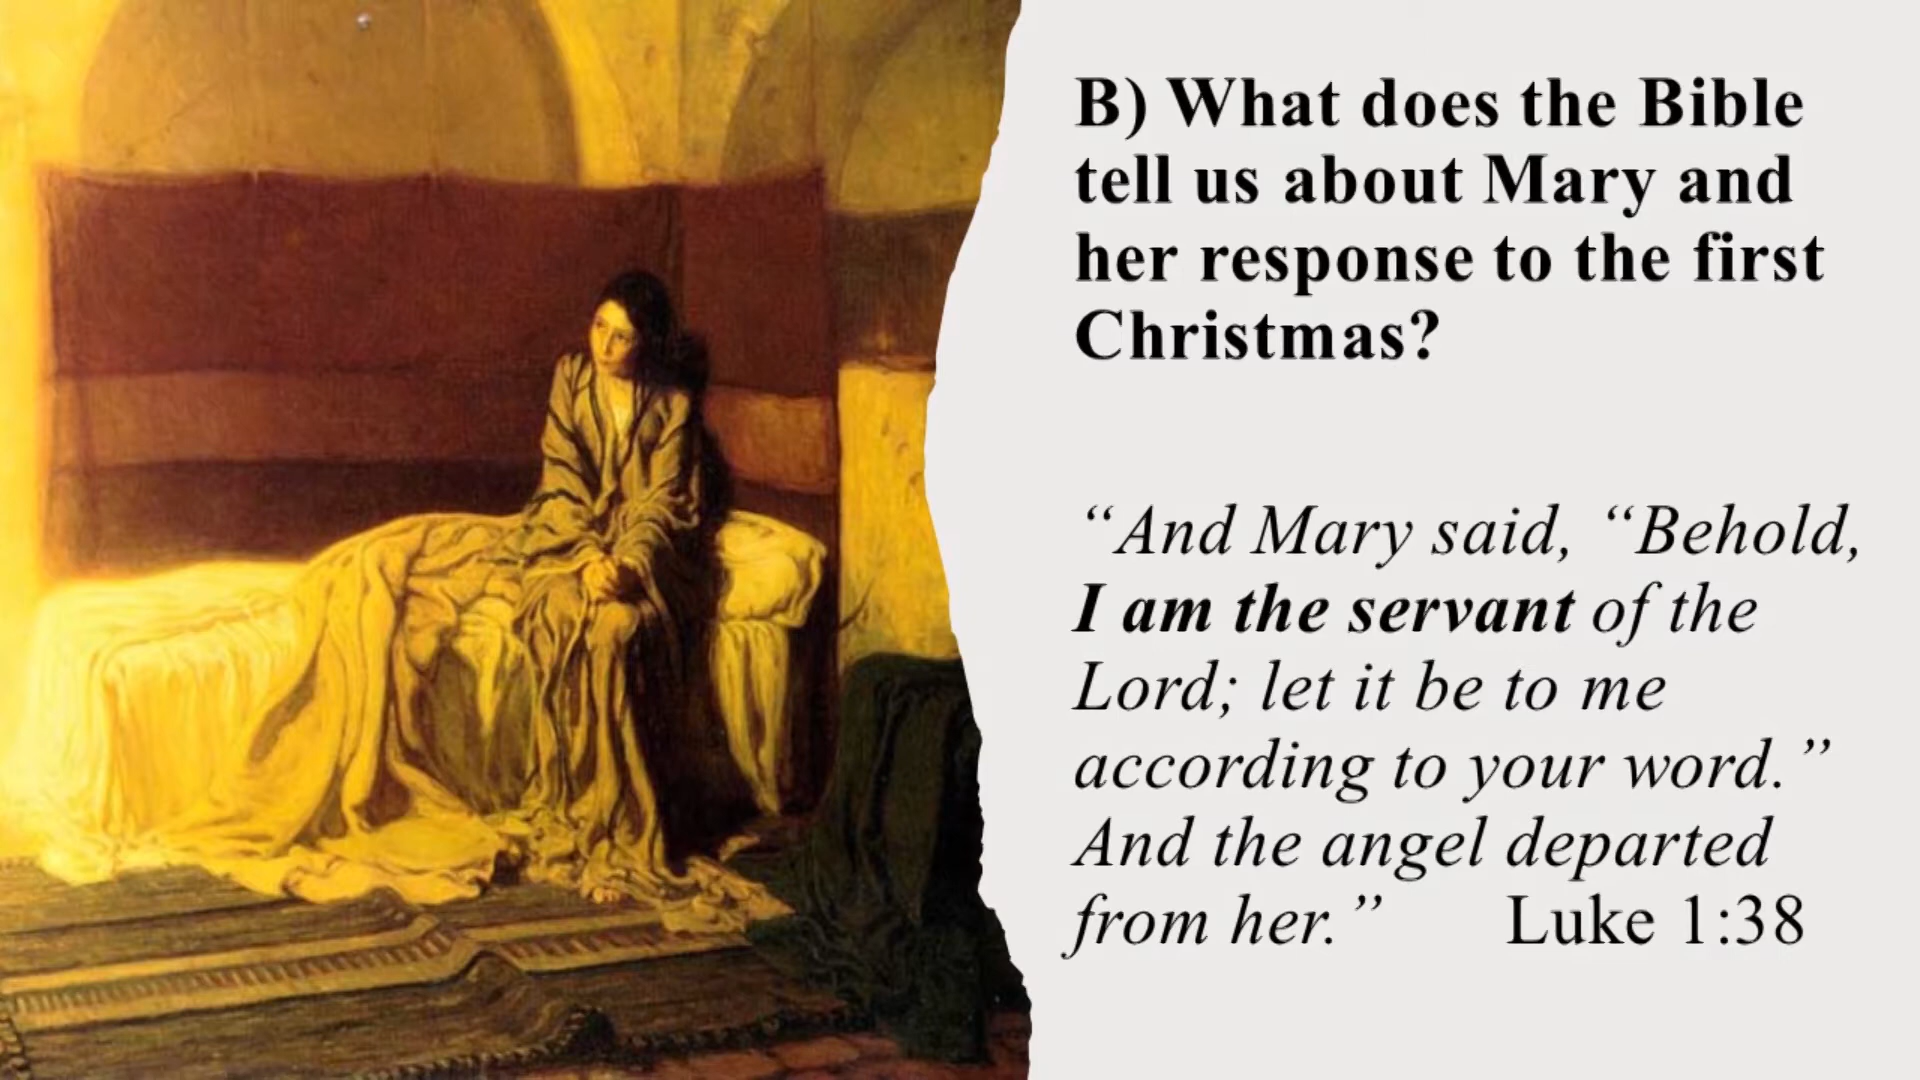 B) What does the Bible
tell us about Mary and
her response to the first
Christmas?
“And Mary said, “Behold,
I am the servant of the
Lord; let it be to me
according to your word.”
And the angel departed
from her.” Luke 1:38